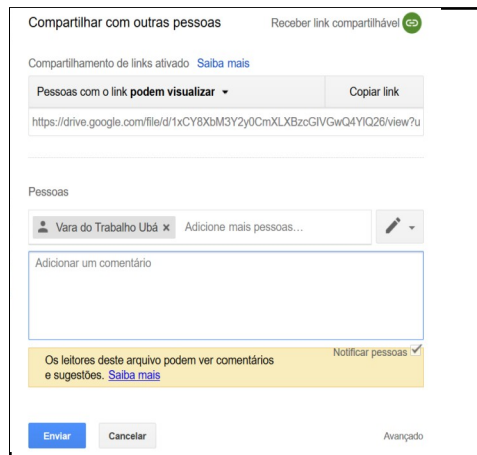 Compartilhar com outras pessoas Receber link compartilhável
Compartilhamento de links ativado Saiba mais
Pessoas com o link podem visualizar Copiar link
https://drive.google.com/file/d/1xCY8XbM3Y2y0CmXLXBzcGIVGwQ4YlQ26/view?u
Pessoas
Vara do Trabalho Ubá × Adicione mais pessoas...
Adicionar um comentário
Notificar pessoas
Os leitores deste arquivo podem ver comentários
e sugestões. Saiba mais
Enviar Cancelar Avançado